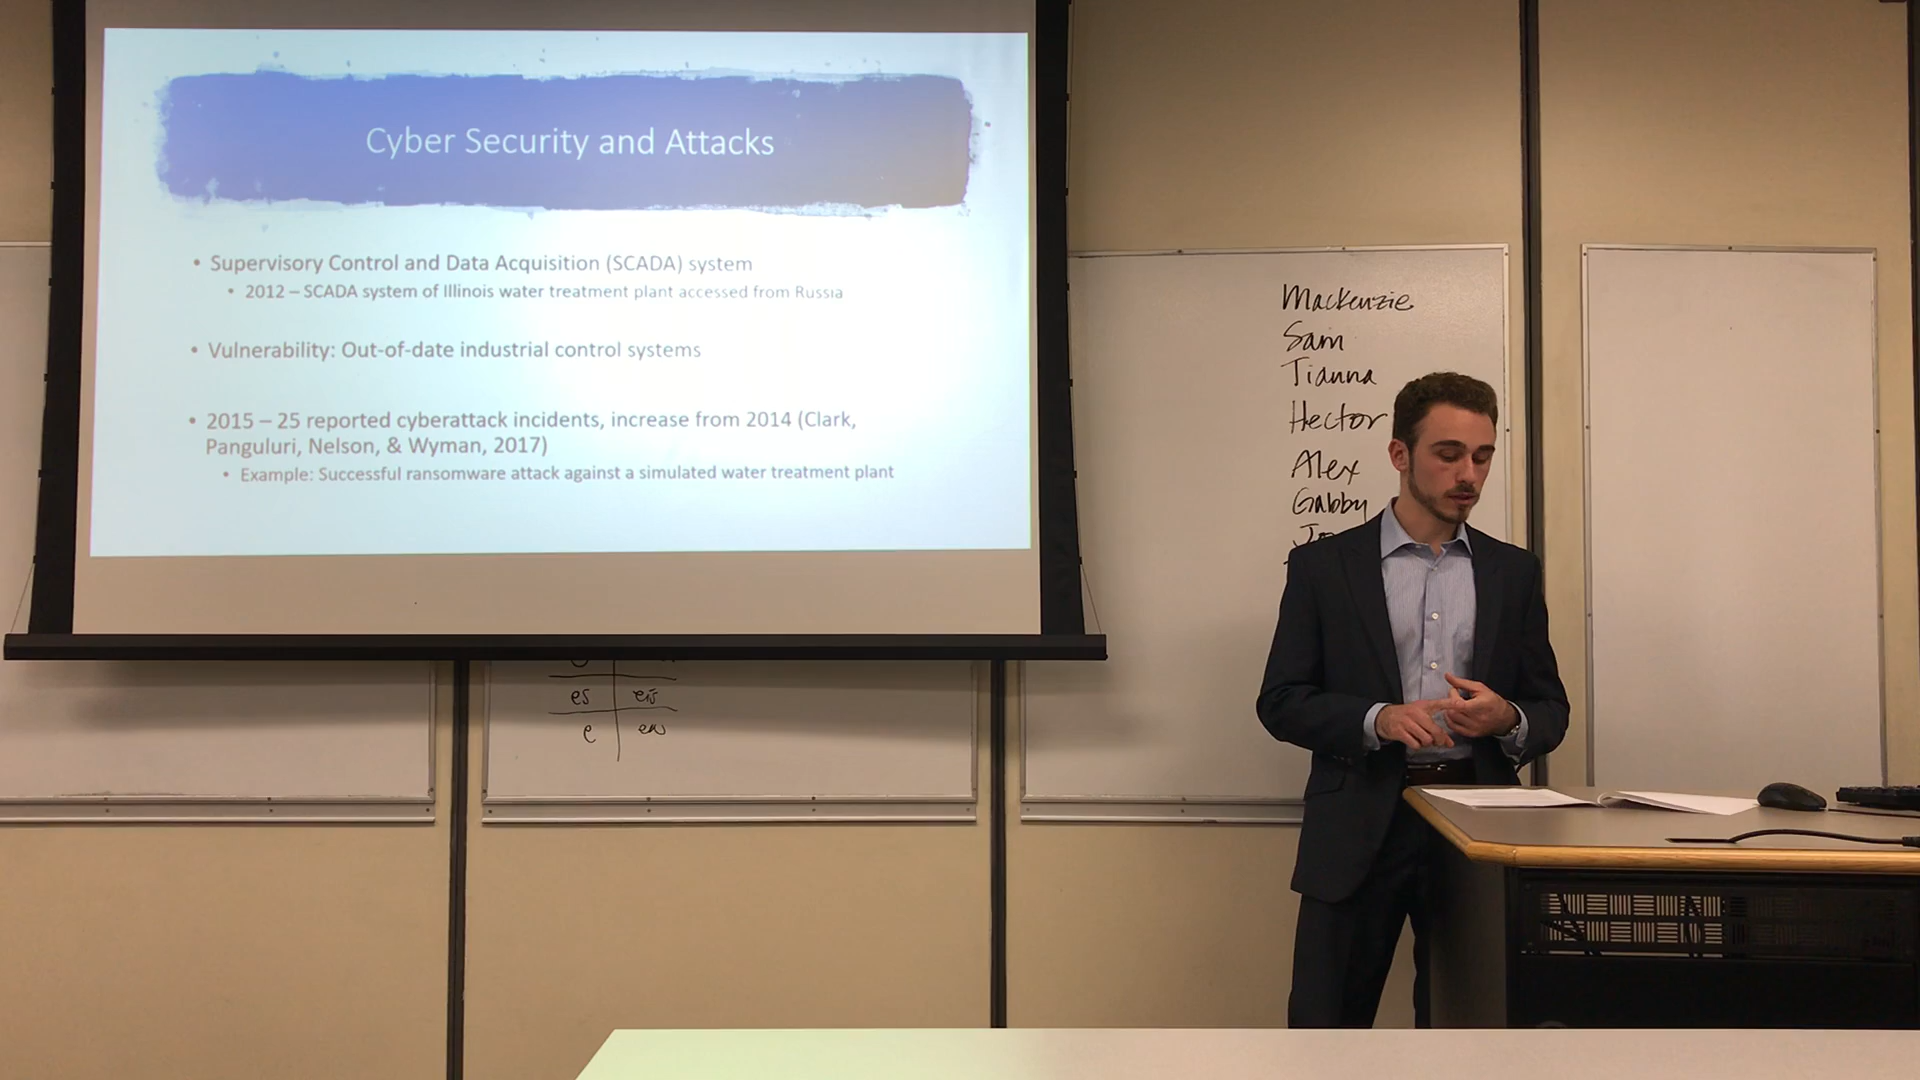 Cyber Security and Attacks
• Supervisory Control and Data Acquisition (SCADA) system
• 2012 – SCADA system of Illinois water treatment plant accessed from Russia
• Vulnerability: Out-of-date industrial control systems
• 2015 – 25 reported cyberattack incidents, increase from 2014 (Clark,
Panguluri, Nelson, & Wyman, 2017)
• Example: Successful ransomware attack against a simulated water treatment plant
Mackenzie
Sam
Tianna
Hector
Alex
Gabby
es
e